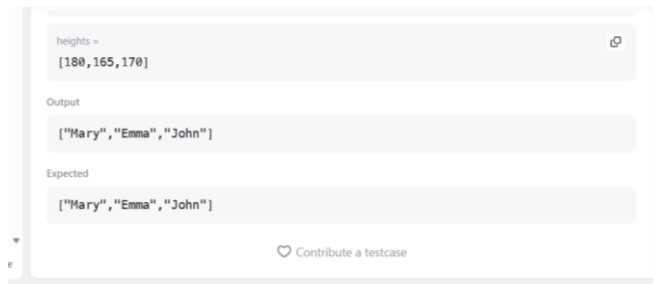 heights =
[180,165,170]
Output
["Mary","Emma","John"]
Expected
["Mary","Emma","John"]
Contribute a testcase
e